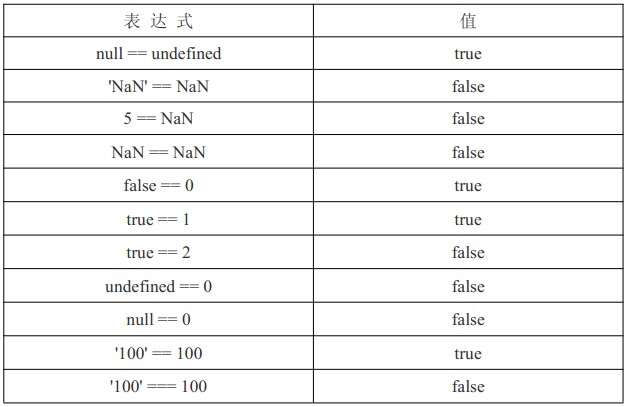 表 达 式 值
null == undefined true
'NaN' == NaN false
5 == NaN false
NaN == NaN false
false == 0 true
true == 1 true
true == 2 false
undefined == 0 false
null == 0 false
'100' == 100 true
'100' === 100 false